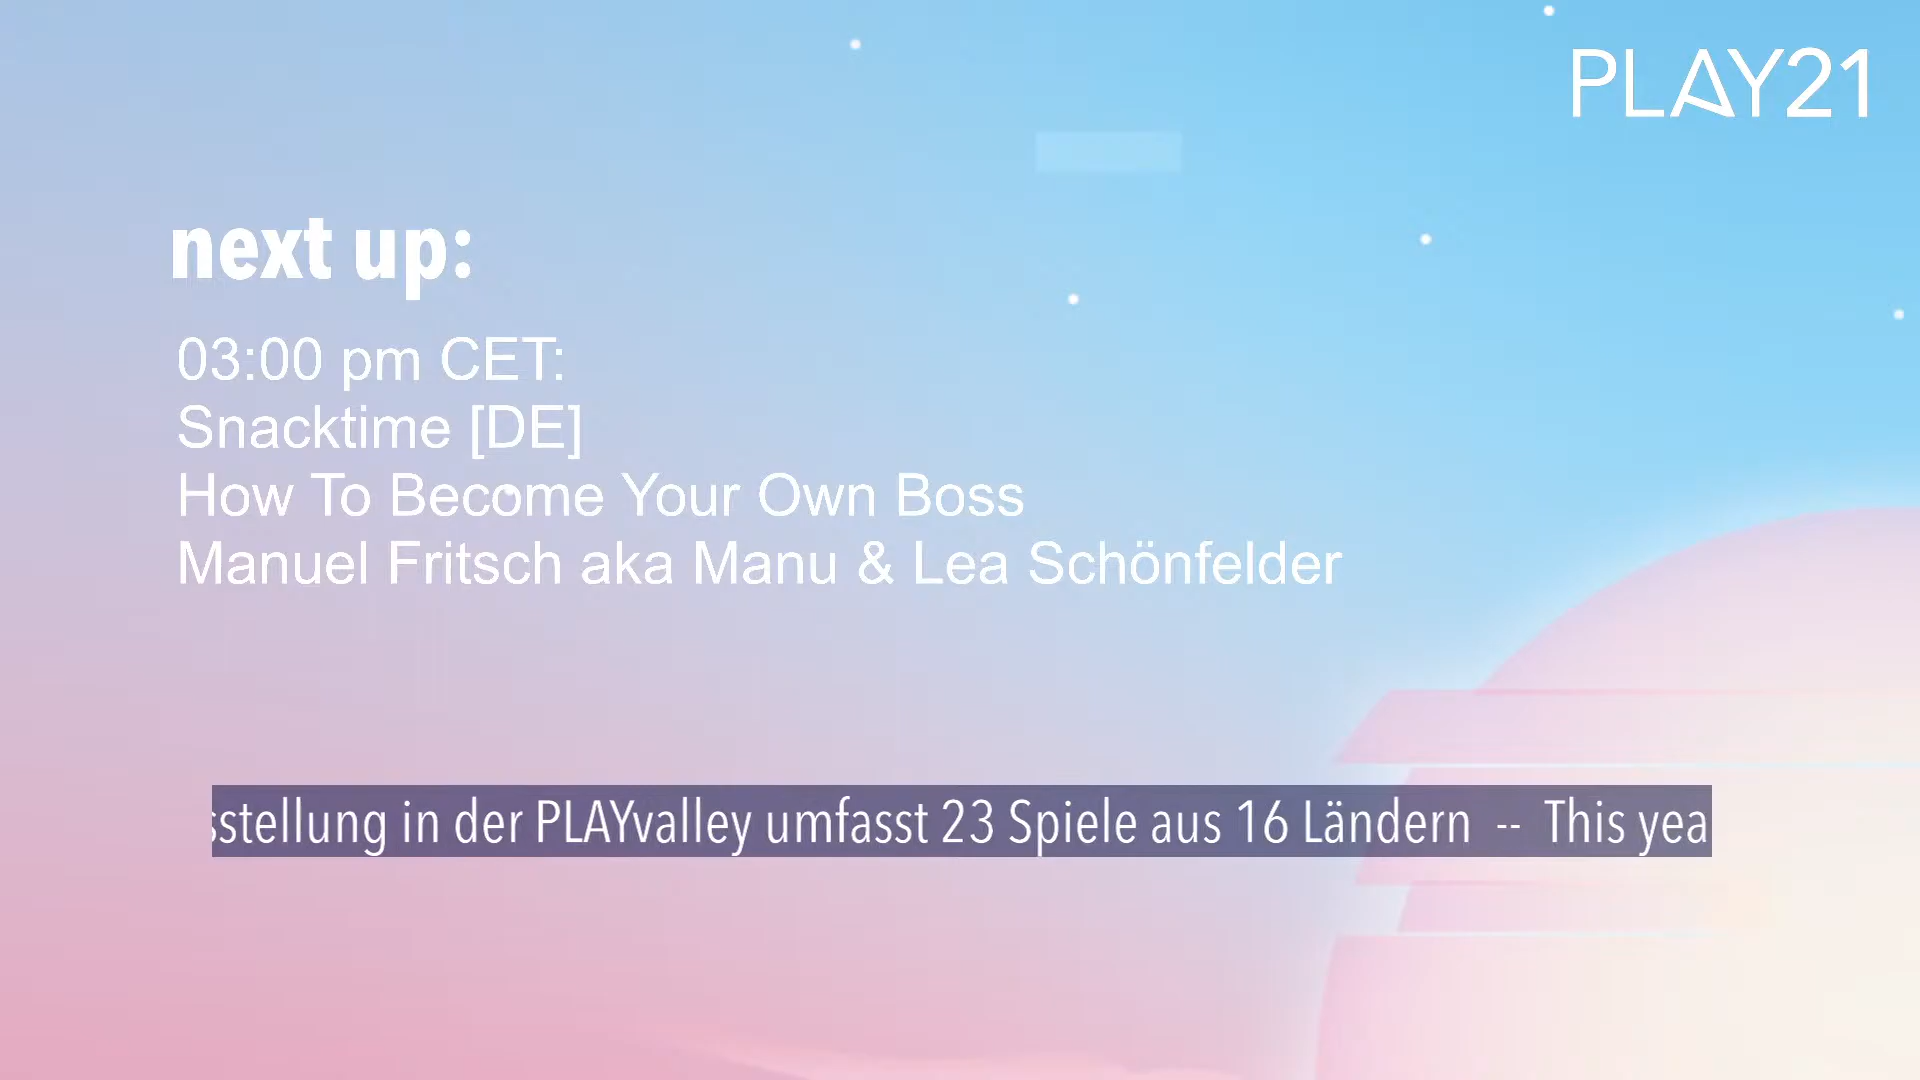 PLAY21
next up:
03:00 pm CET:
Snacktime [DE]
How To Become Your Own Boss
Manuel Fritsch aka Manu & Lea Schönfelder
sstellung in der PLAYvalley umfasst 23 Spiele aus 16 Ländern -- This yea